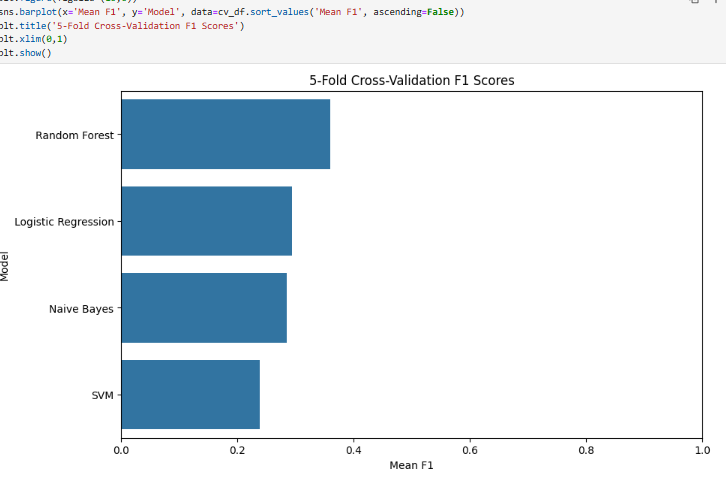 sns.barplot(x='Mean F1', y='Model', data=cv_df.sort_values('Mean F1', ascending=False))
plt.title('5-Fold Cross-Validation F1 Scores')
plt.xlim(0,1)
plt.show()
5-Fold Cross-Validation F1 Scores
Random Forest
Logistic Regression
Model
Naive Bayes
SVM
0.0 0.2 0.4 0.6 0.8 1.0
Mean F1